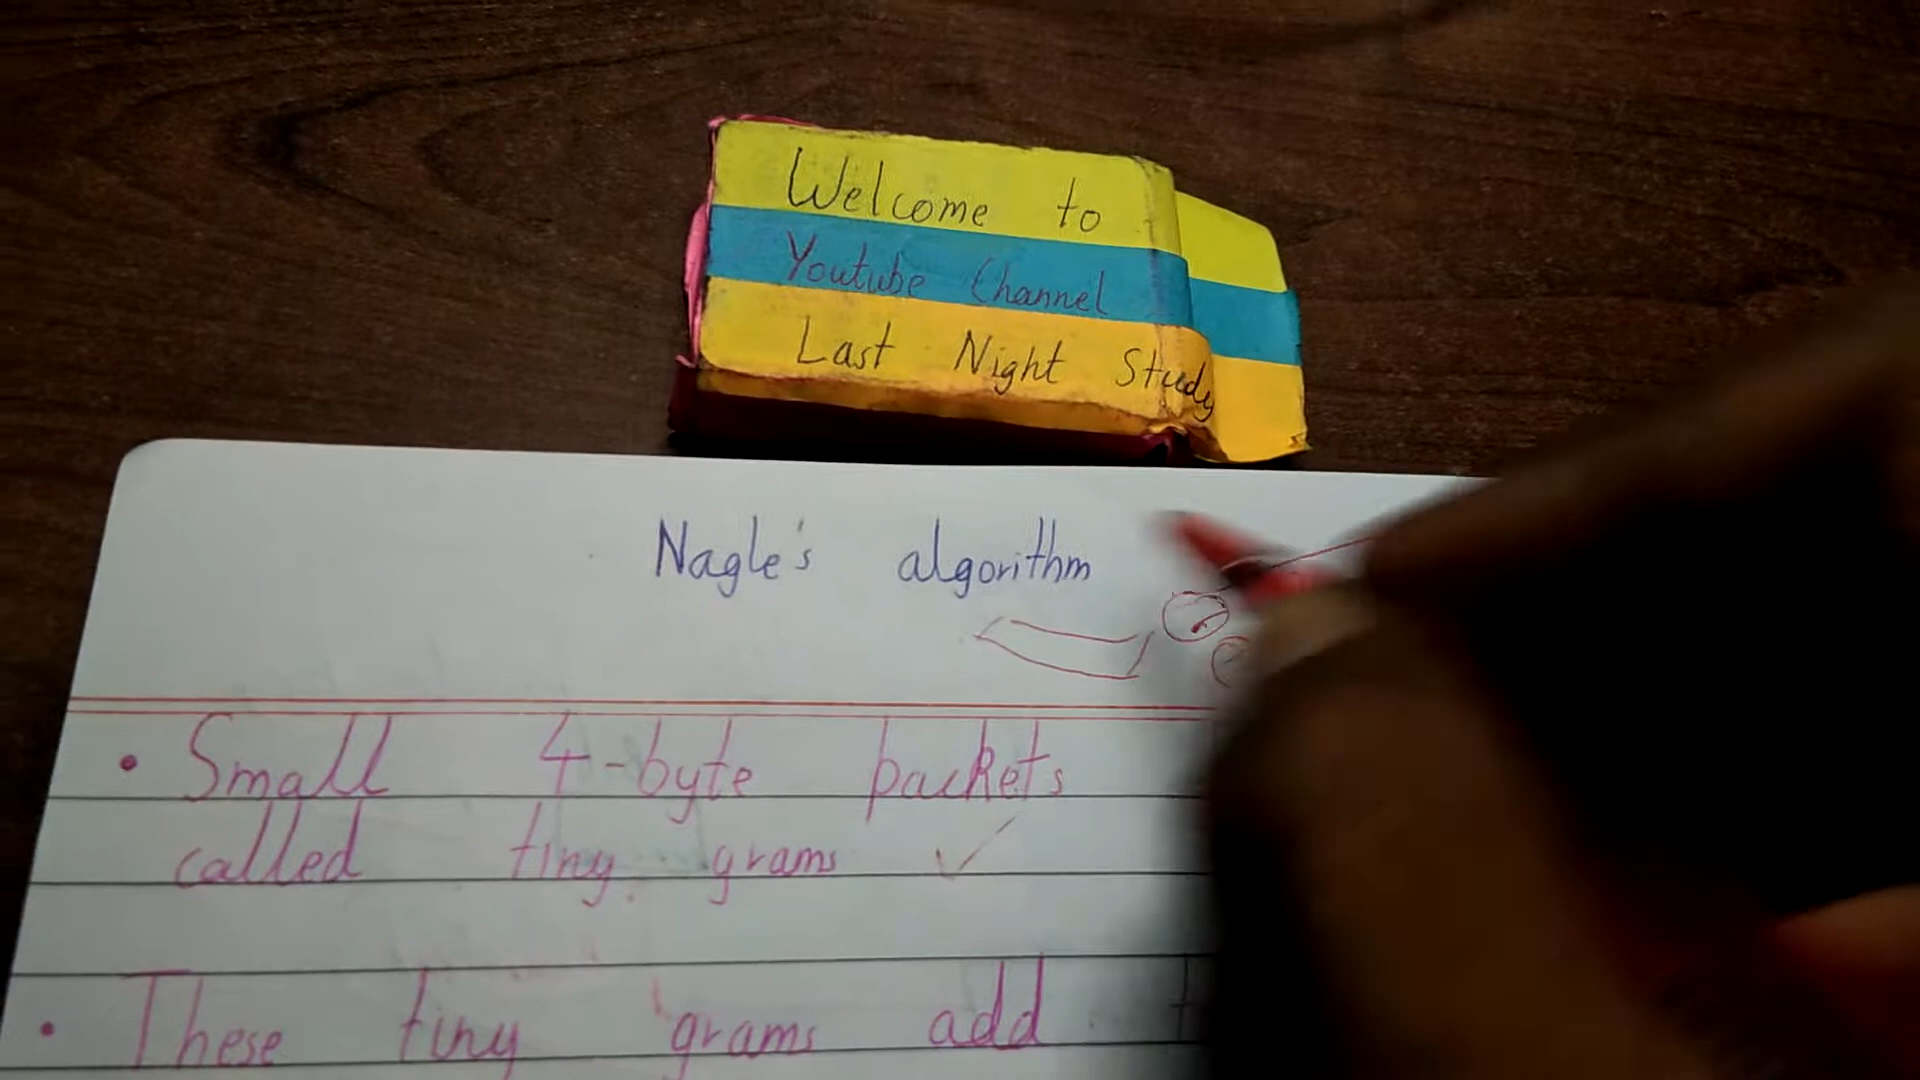 Welcome to
Youtube Channel
Last Night Study
Nagle's algorithm
• Small 4-byte packets
called tiny grams ✓
• These tiny grams add